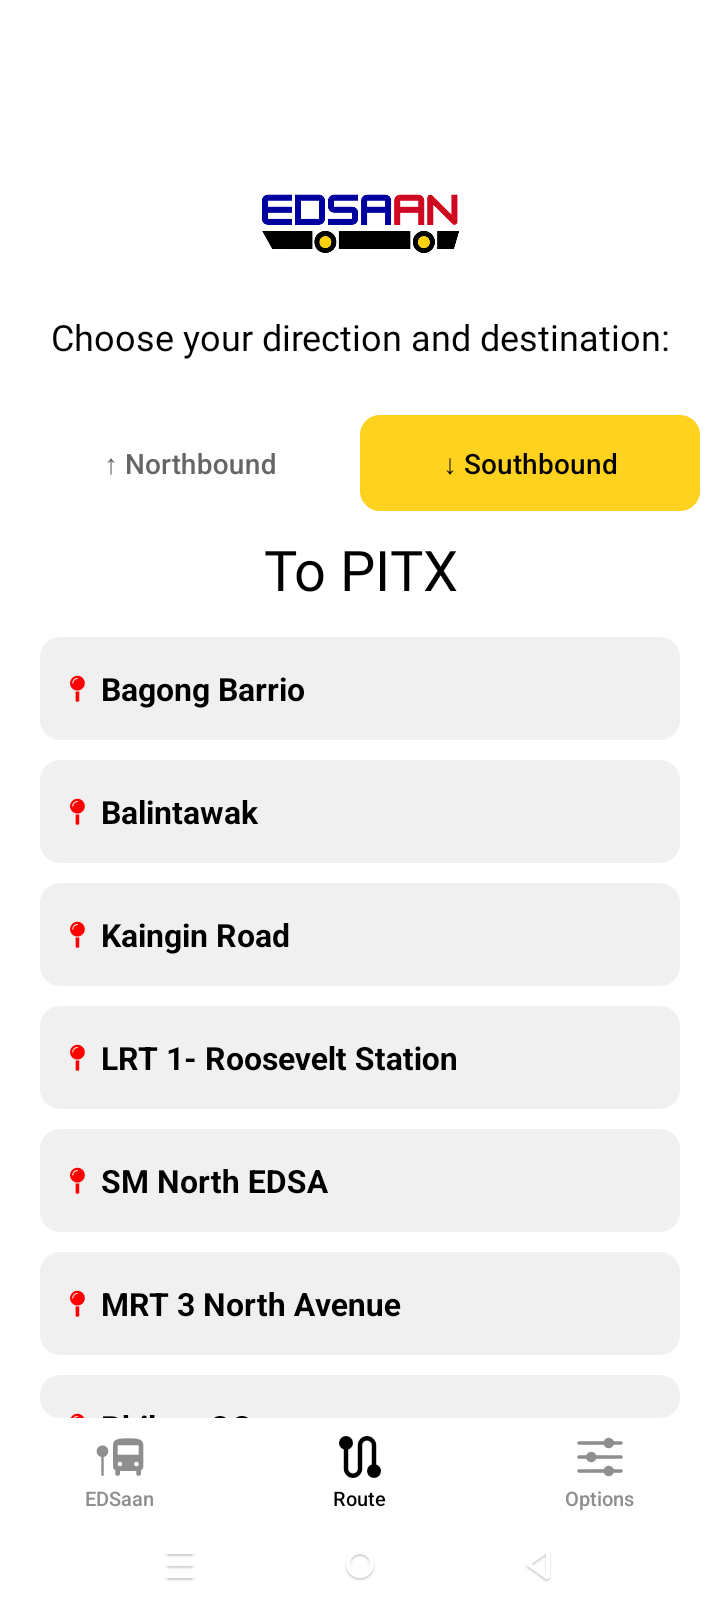 EDSAAN
Choose your direction and destination:
↑ Northbound
↓ Southbound
To PITX
Bagong Barrio
Balintawak
Kaingin Road
LRT 1- Roosevelt Station
SM North EDSA
MRT 3 North Avenue
EDSaan
Route
Options